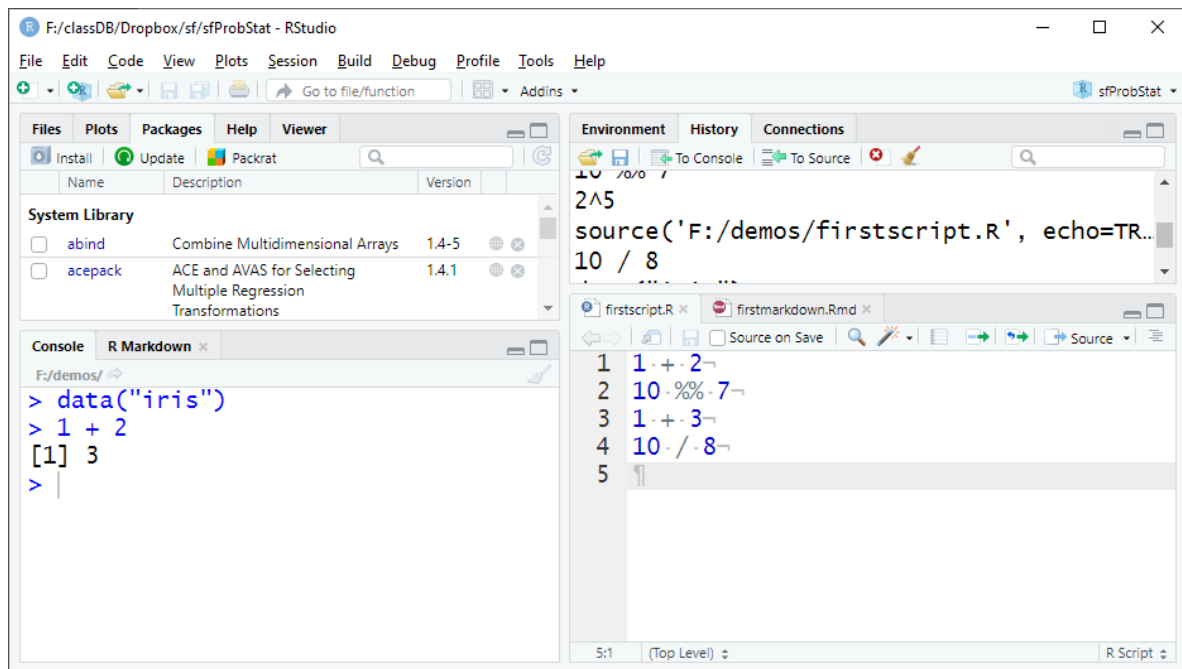 F:/classDB/Dropbox/sf/sfProbStat - RStudio
File Edit Code View Plots Session Build Debug Profile Tools Help
Go to file/function Addins sfProbStat
Files Plots Packages Help Viewer
Install Update Packrat
Name Description Version
System Library
abind Combine Multidimensional Arrays 1.4-5
acepack ACE and AVAS for Selecting 1.4.1
Multiple Regression
Transformations
Console R Markdown
F:/demos/
> data("iris")
> 1 + 2
[1] 3
>
Environment History Connections
To Console To Source
10 %% 7
2^5
source('F:/demos/firstscript.R', echo=TR…
10 / 8
firstscript.R firstmarkdown.Rmd
Source on Save Source
1 1·+·2¬
2 10·%%·7¬
3 1·+·3¬
4 10·/·8¬
5 ¶
5:1 (Top Level) R Script